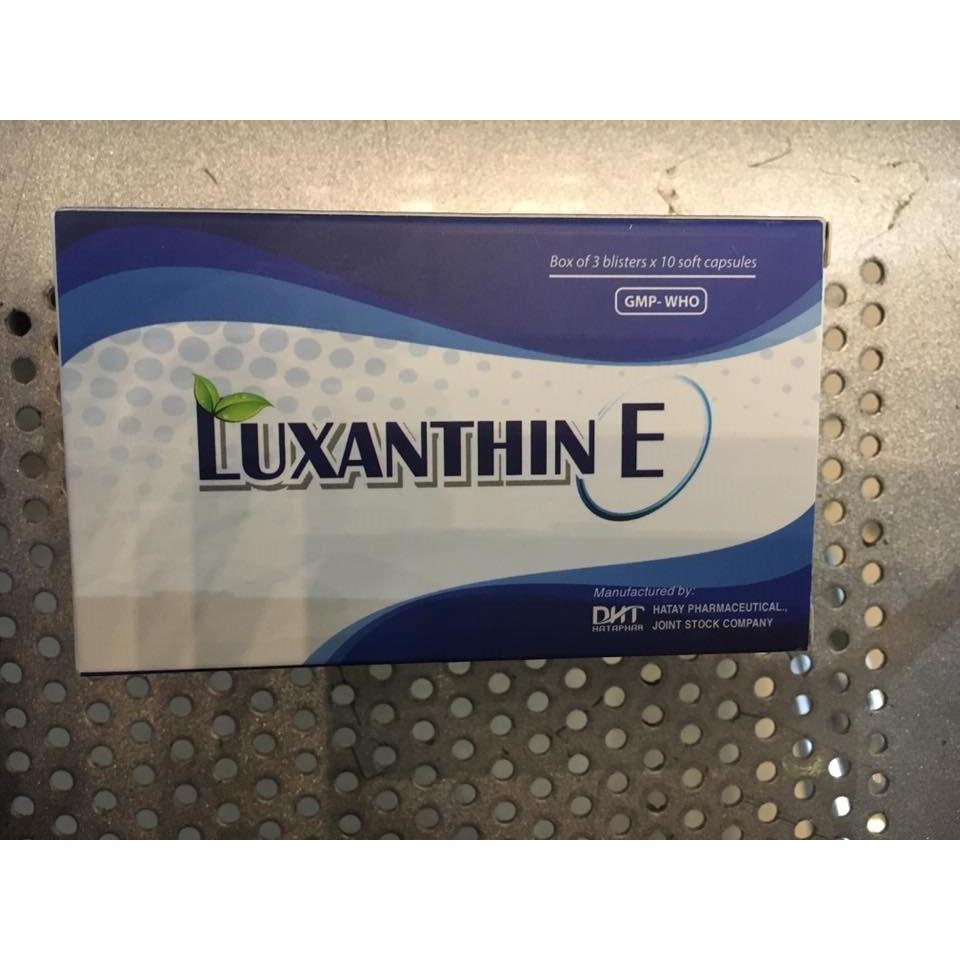 Box of 3 blisters x 10 soft capsules
GMP- WHO
LUXANTHIN E
Manufactured by:
DHT
HATAPHAR
HATAY PHARMACEUTICAL.,
JOINT STOCK COMPANY